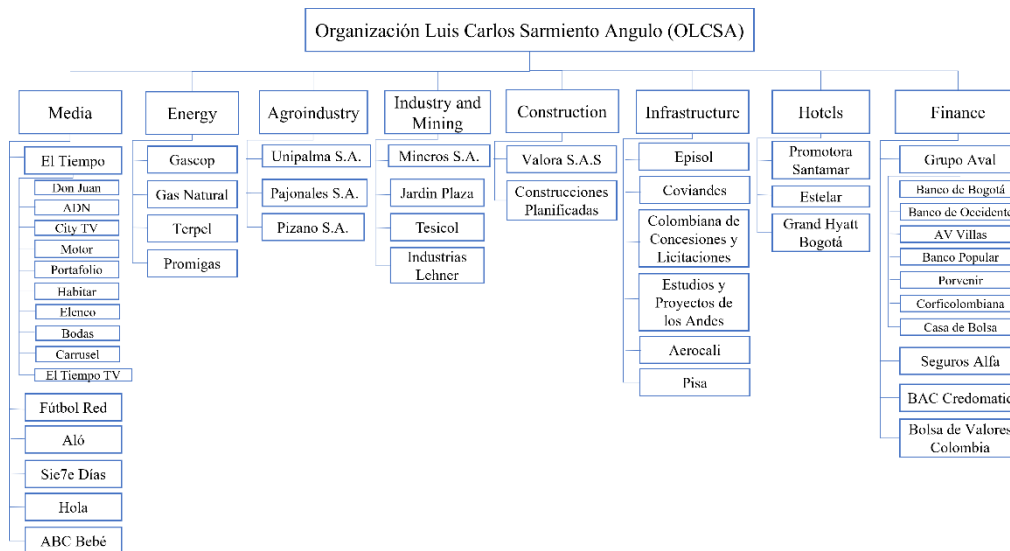 Organización Luis Carlos Sarmiento Angulo (OLCSA)
Media
El Tiempo
Don Juan
ADN
City TV
Motor
Portafolio
Habitar
Elenco
Bodas
Carrusel
El Tiempo TV
Fútbol Red
Aló
Sie7e Días
Hola
ABC Bebé
Energy
Gascop
Gas Natural
Terpel
Promigas
Agroindustry
Unipalma S.A.
Pajonales S.A.
Pizano S.A.
Industry and
Mining
Mineros S.A.
Jardin Plaza
Tesicol
Industrias
Lehner
Construction
Valora S.A.S
Construcciones
Planificadas
Infrastructure
Episol
Coviandes
Colombiana de
Concesiones y
Licitaciones
Estudios y
Proyectos de
los Andes
Aerocali
Pisa
Hotels
Promotora
Santamar
Estelar
Grand Hyatt
Bogotá
Finance
Grupo Aval
Banco de Bogotá
Banco de Occidente
AV Villas
Banco Popular
Porvenir
Corficolombiana
Casa de Bolsa
Seguros Alfa
BAC Credomatic
Bolsa de Valores
Colombia